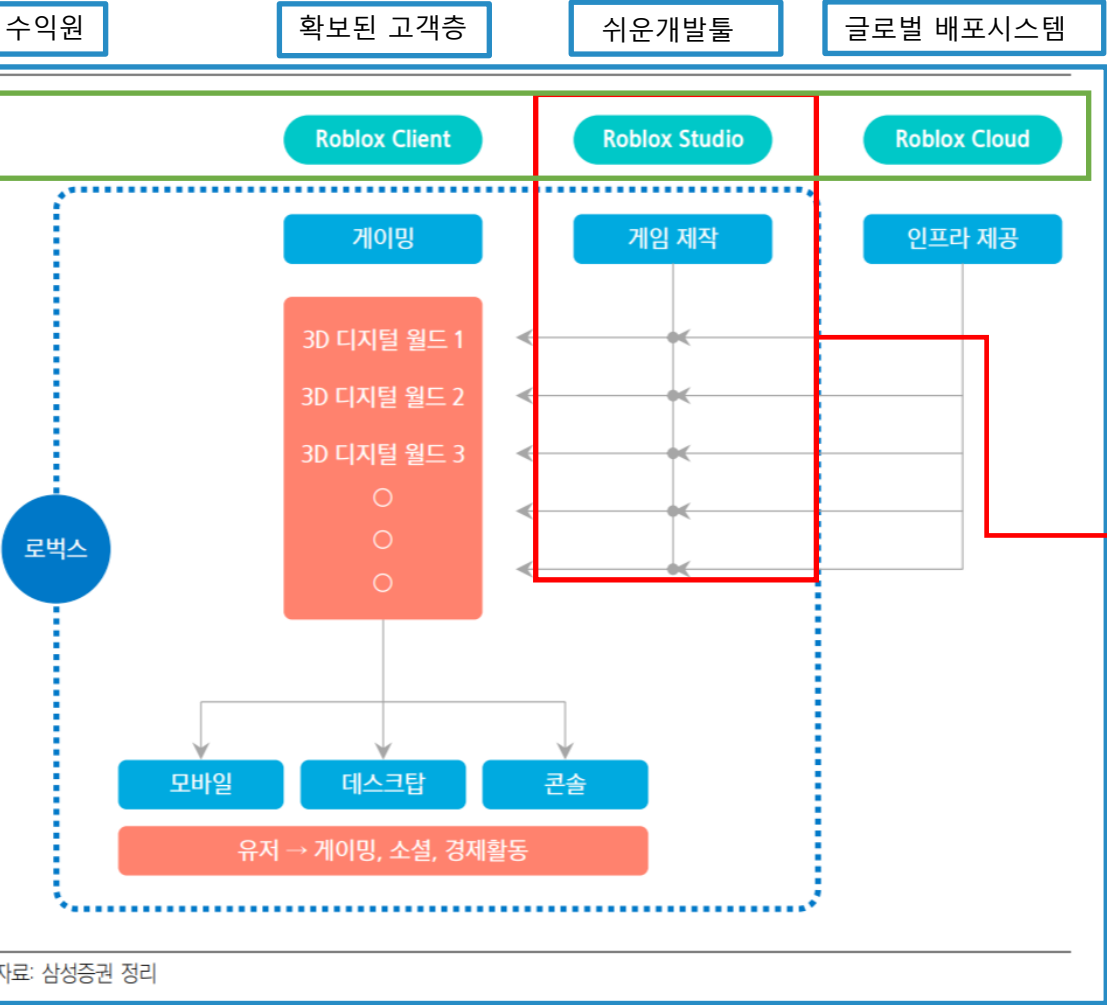 수익원
확보된 고객층
쉬운개발툴
글로벌 배포시스템
Roblox Client
Roblox Studio
Roblox Cloud
게이밍
게임 제작
인프라 제공
3D 디지털 월드 1
3D 디지털 월드 2
3D 디지털 월드 3
로벅스
모바일
데스크탑
콘솔
유저 → 게이밍, 소셜, 경제활동
자료: 삼성증권 정리